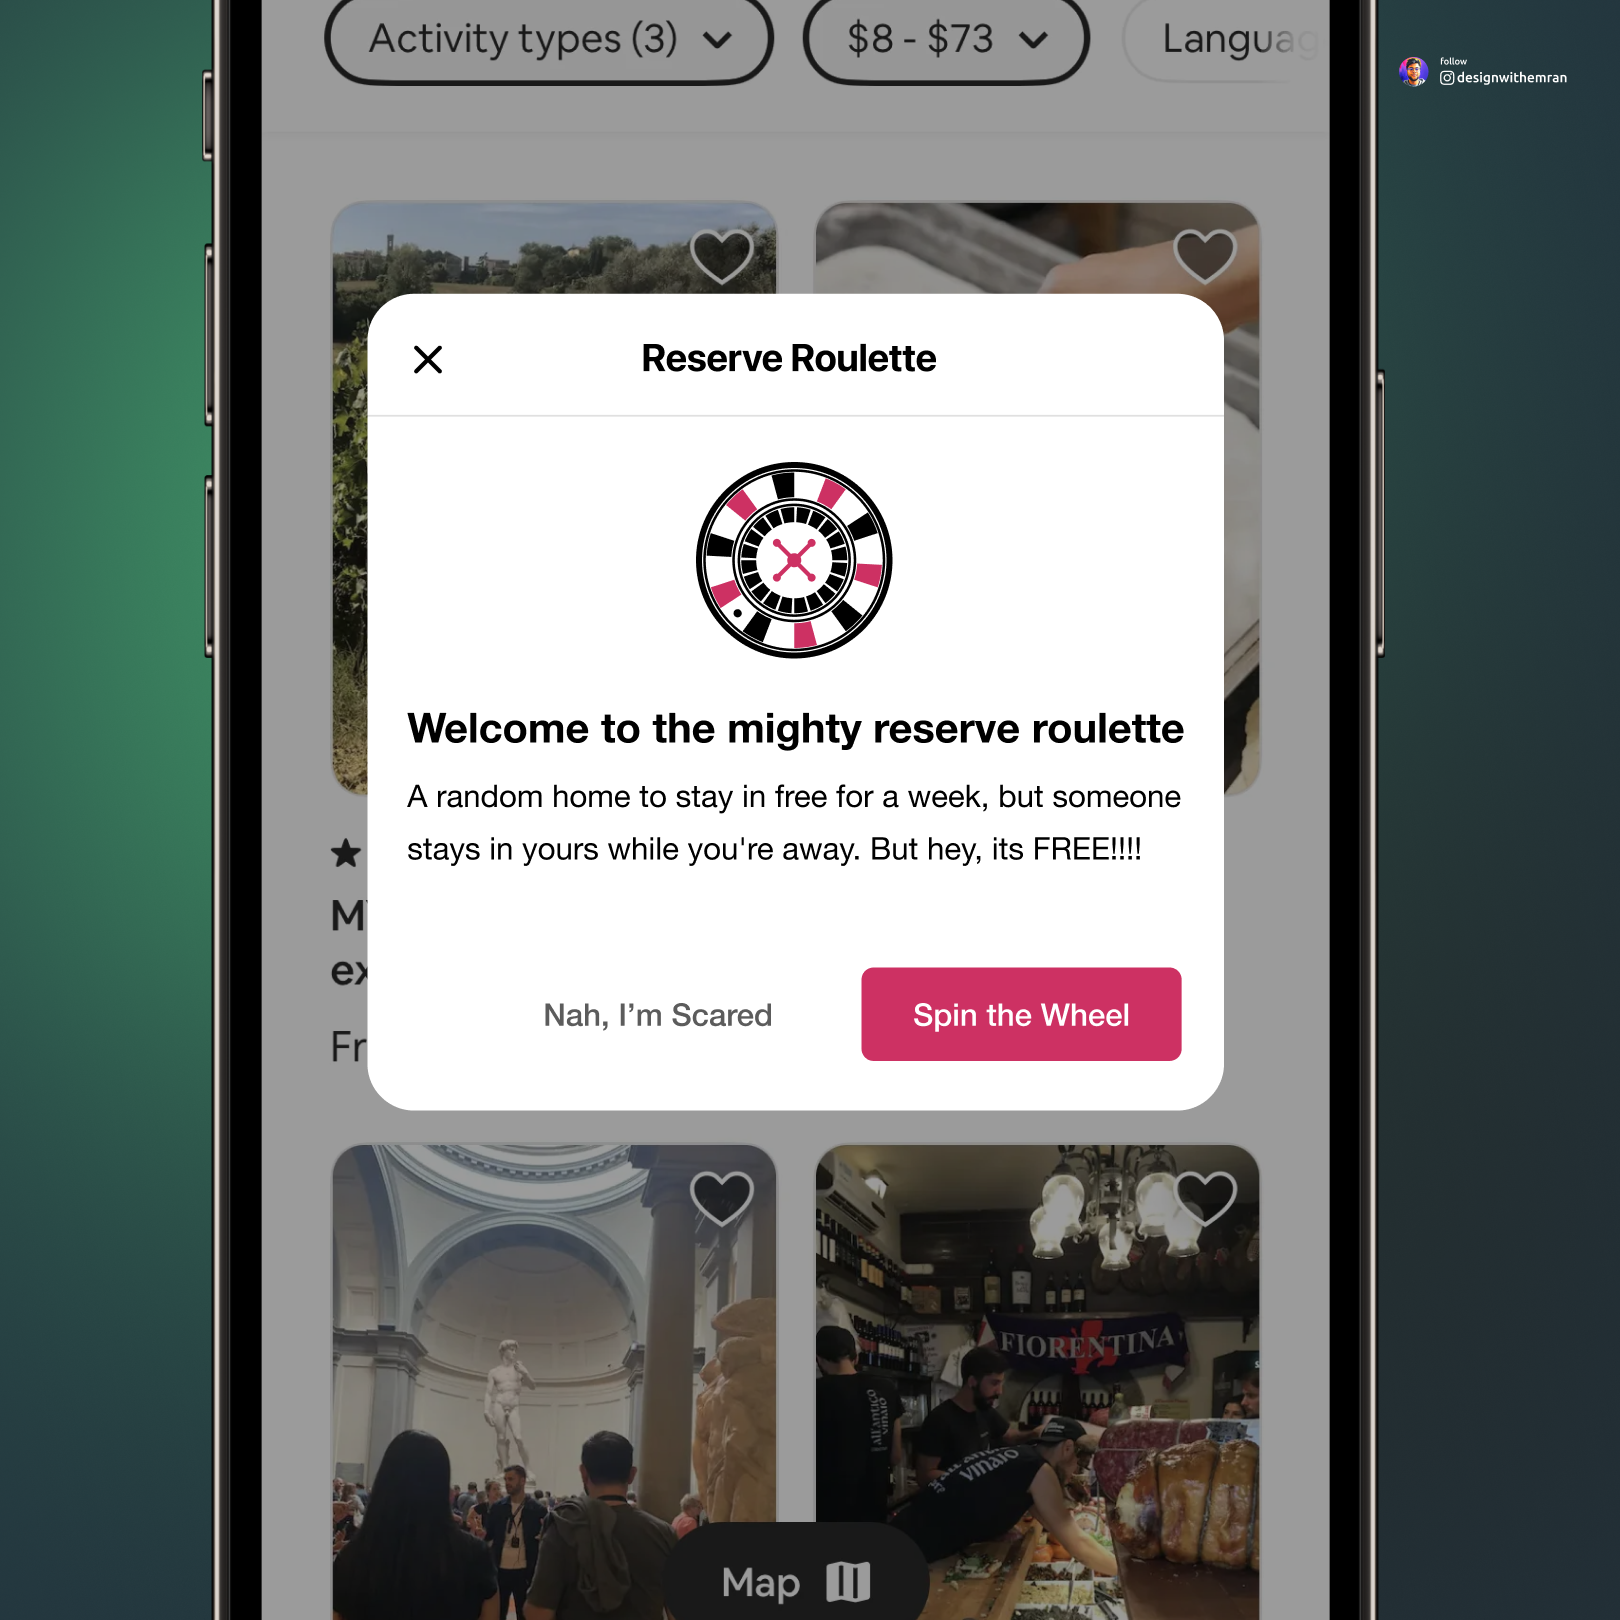 Activity types (3)
$8 - $73
Languag
follow
designwithemran
Reserve Roulette
Welcome to the mighty reserve roulette
A random home to stay in free for a week, but someone
stays in yours while you're away. But hey, its FREE!!!!
Nah, I’m Scared
Spin the Wheel
ex
Fr
FIORENTINA
ALL'ANTICO
VINAIO
VINAIO
Map